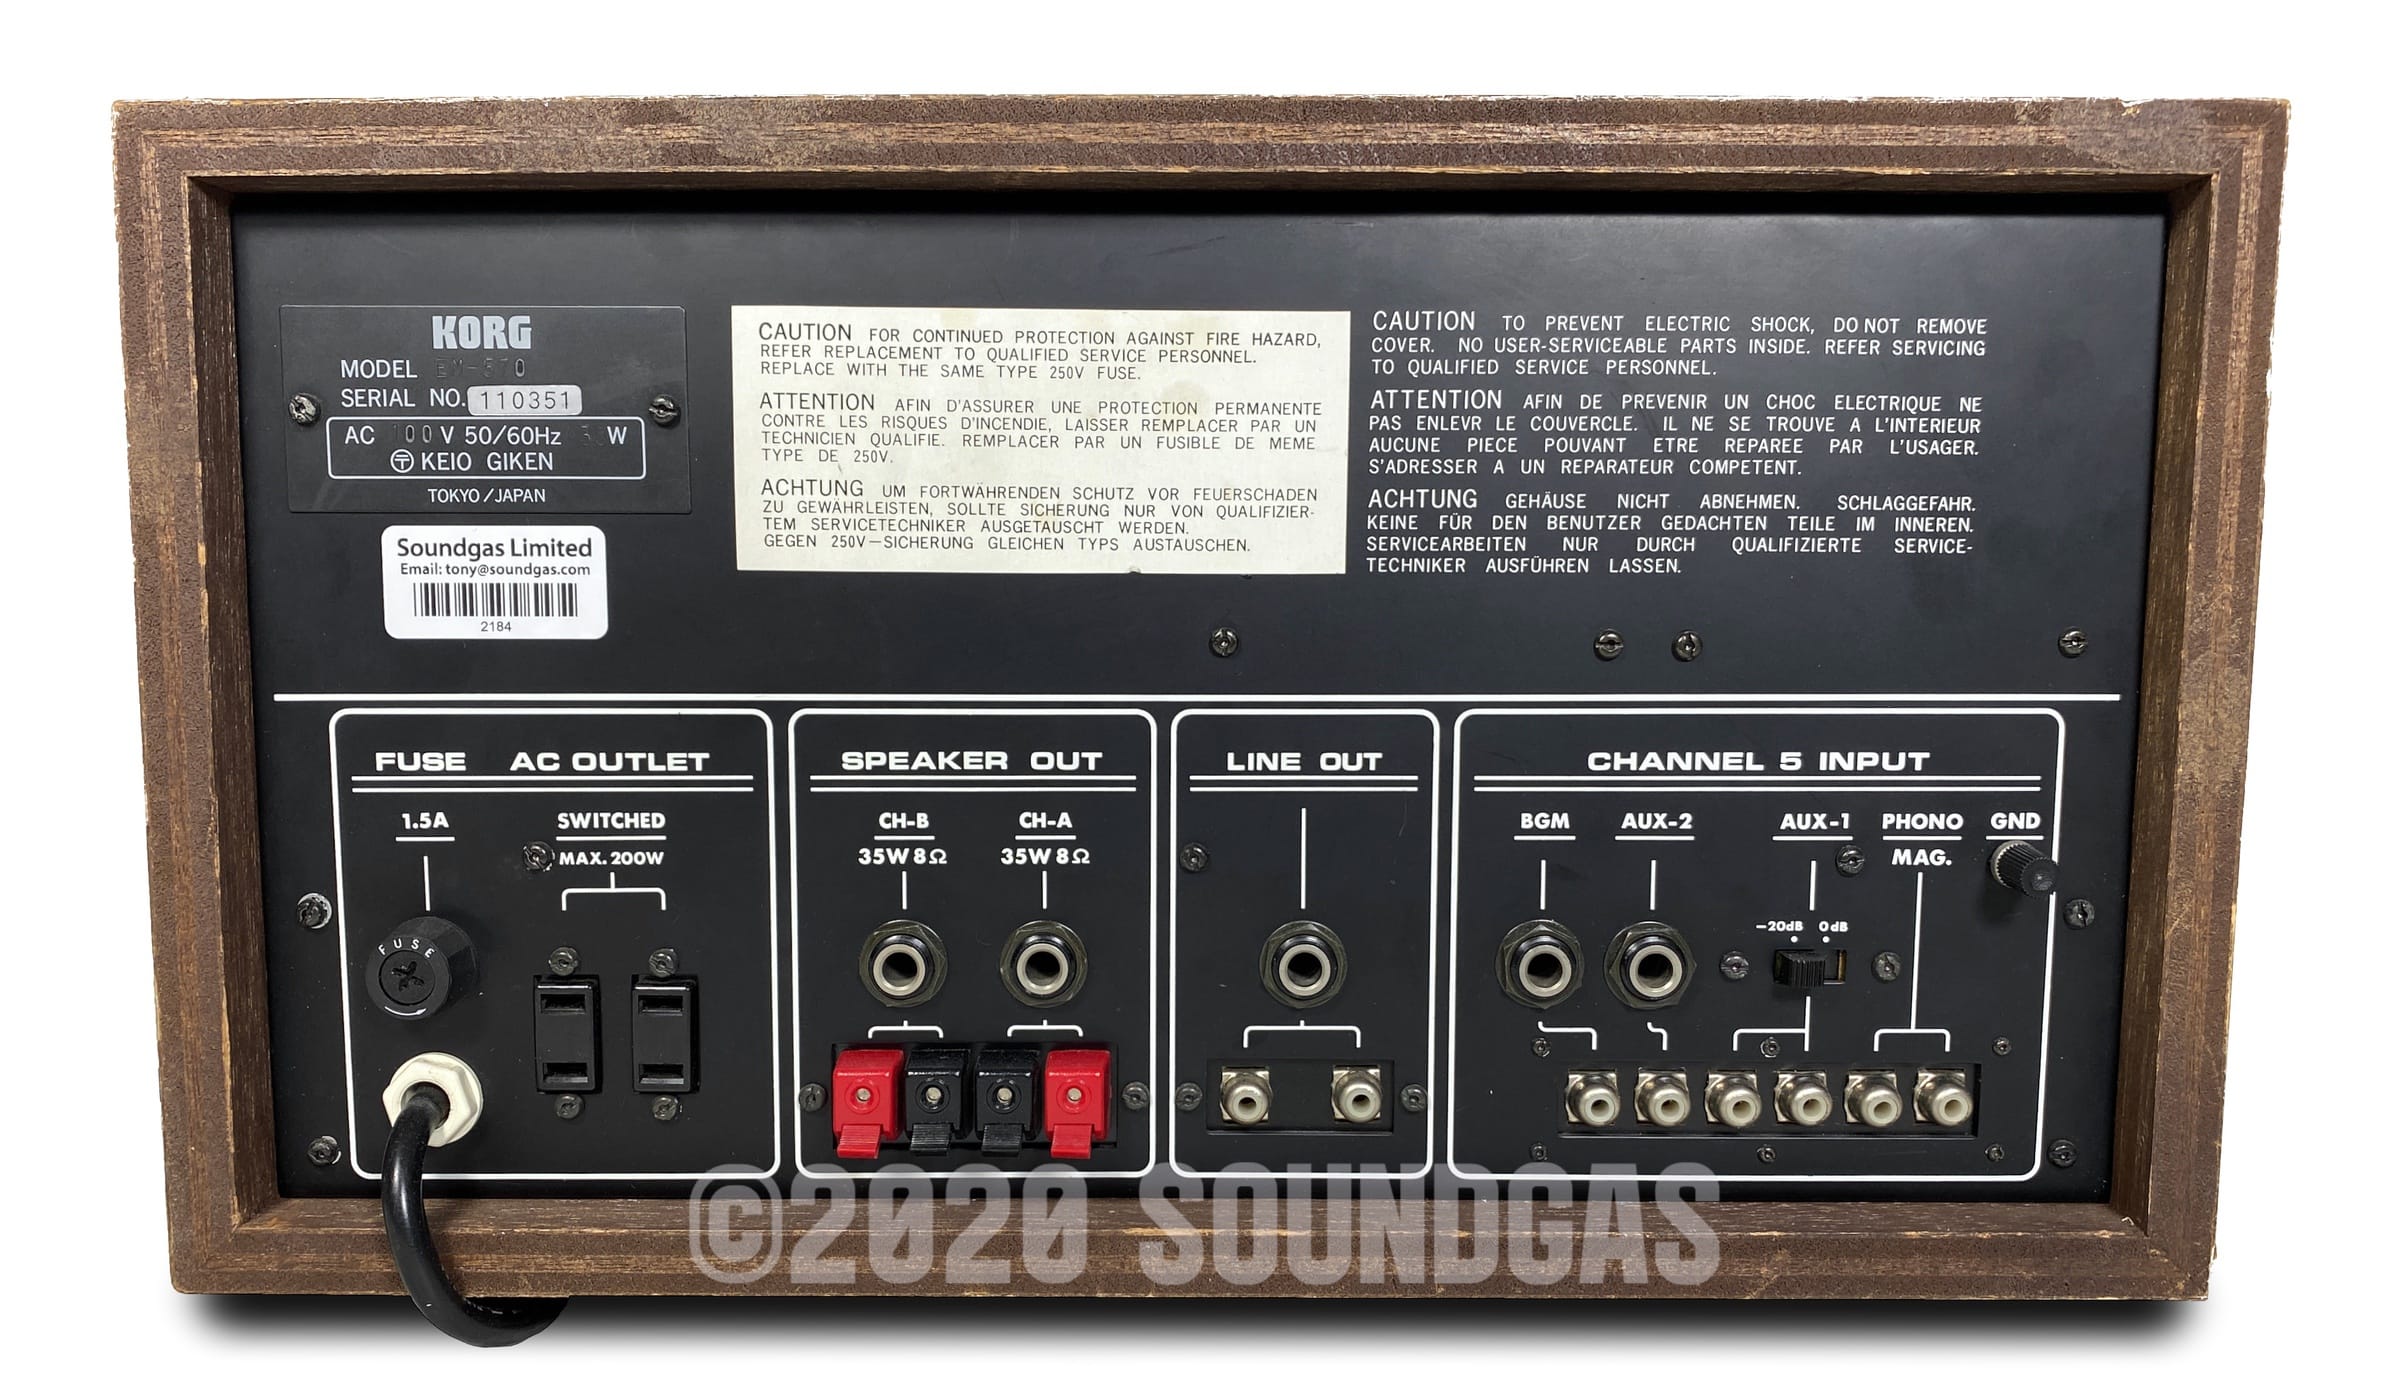 KORG
MODEL EM-570
SERIAL NO. 110351
AC 100V 50/60Hz W
〒 KEIO GIKEN
TOKYO/JAPAN
Soundgas Limited
Email: tony@soundgas.com
2184
CAUTION FOR CONTINUED PROTECTION AGAINST FIRE HAZARD,
REFER REPLACEMENT TO QUALIFIED SERVICE PERSONNEL.
REPLACE WITH THE SAME TYPE 250V FUSE.
ATTENTION AFIN D'ASSURER UNE PROTECTION PERMANENTE
CONTRE LES RISQUES D'INCENDIE, LAISSER REMPLACER PAR UN
TECHNICIEN QUALIFIE. REMPLACER PAR UN FUSIBLE DE MEME
TYPE DE 250V.
ACHTUNG UM FORTWÄHRENDEN SCHUTZ VOR FEUERSCHADEN
ZU GEWÄHRLEISTEN, SOLLTE SICHERUNG NUR VON QUALIFIZIER-
TEM SERVICETECHNIKER AUSGETAUSCHT WERDEN.
GEGEN 250V-SICHERUNG GLEICHEN TYPS AUSTAUSCHEN.
CAUTION TO PREVENT ELECTRIC SHOCK, DO NOT REMOVE
COVER. NO USER-SERVICEABLE PARTS INSIDE. REFER SERVICING
TO QUALIFIED SERVICE PERSONNEL.
ATTENTION AFIN DE PREVENIR UN CHOC ELECTRIQUE NE
PAS ENLEVR LE COUVERCLE. IL NE SE TROUVE A L'INTERIEUR
AUCUNE PIECE POUVANT ETRE REPAREE PAR L'USAGER.
S'ADRESSER A UN REPARATEUR COMPETENT.
ACHTUNG GEHÄUSE NICHT ABNEHMEN. SCHLAGGEFAHR.
KEINE FÜR DEN BENUTZER GEDACHTEN TEILE IM INNEREN.
SERVICEARBEITEN NUR DURCH QUALIFIZIERTE SERVICE-
TECHNIKER AUSFÜHREN LASSEN.
FUSE AC OUTLET
1.5A SWITCHED
MAX. 200W
FUSE
SPEAKER OUT
CH-B CH-A
35W 8Ω 35W 8Ω
LINE OUT
CHANNEL 5 INPUT
BGM AUX-2 AUX-1 PHONO GND
MAG.
-20dB 0dB
©2020 SOUNDGAS